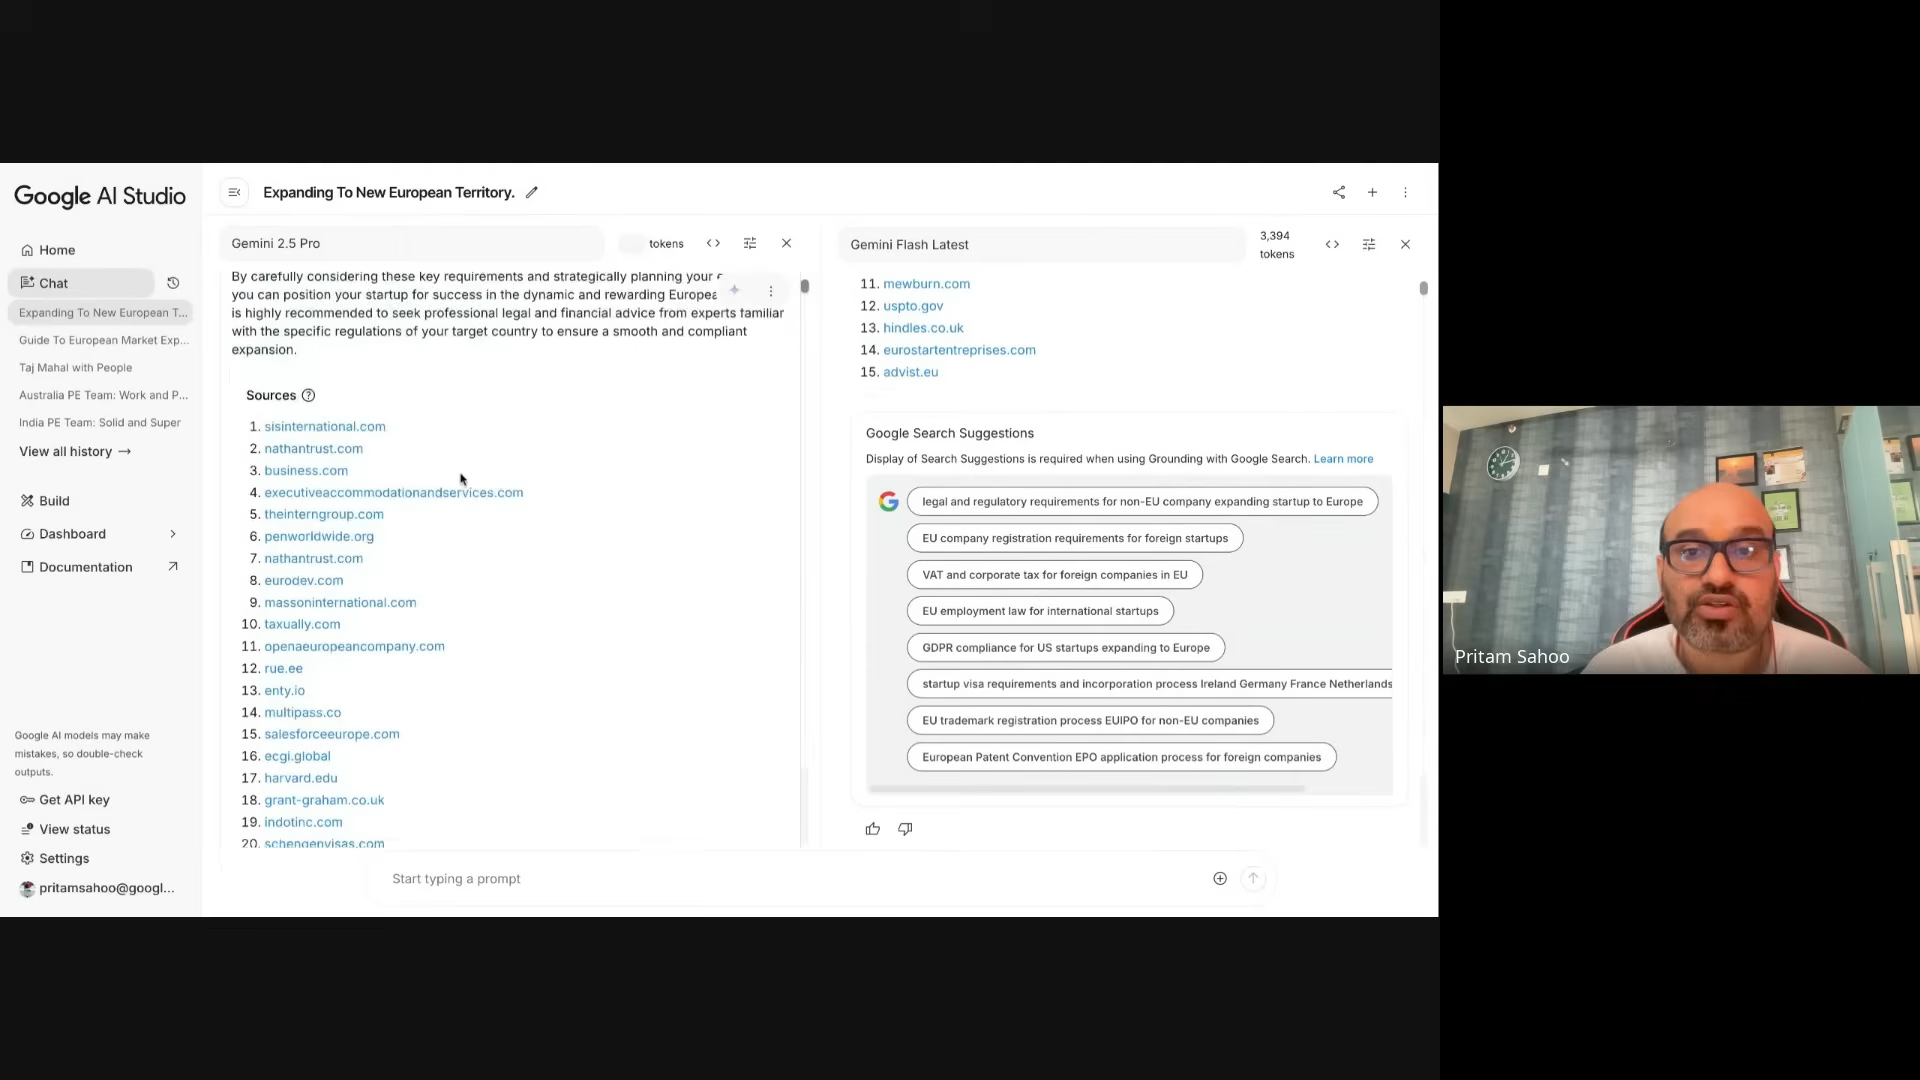 Google AI Studio
Home
Chat
Expanding To New European T...
Guide To European Market Exp...
Taj Mahal with People
Australia PE Team: Work and P...
India PE Team: Solid and Super
View all history →
Build
Dashboard
Documentation
Google AI models may make
mistakes, so double-check
outputs.
Get API key
View status
Settings
pritamsahoo@googl...
Expanding To New European Territory.
Gemini 2.5 Pro
tokens
By carefully considering these key requirements and strategically planning your
you can position your startup for success in the dynamic and rewarding Europea
is highly recommended to seek professional legal and financial advice from experts familiar
with the specific regulations of your target country to ensure a smooth and compliant
expansion.
Sources
1. sisinternational.com
2. nathantrust.com
3. business.com
4. executiveaccommodationandservices.com
5. theinterngroup.com
6. penworldwide.org
7. nathantrust.com
8. eurodev.com
9. massoninternational.com
10. taxually.com
11. openaeuropeancompany.com
12. rue.ee
13. enty.io
14. multipass.co
15. salesforceeurope.com
16. ecgi.global
17. harvard.edu
18. grant-graham.co.uk
19. indotinc.com
20. schengenvisas.com
Gemini Flash Latest
3,394
tokens
11. mewburn.com
12. uspto.gov
13. hindles.co.uk
14. eurostartentreprises.com
15. advist.eu
Google Search Suggestions
Display of Search Suggestions is required when using Grounding with Google Search. Learn more
legal and regulatory requirements for non-EU company expanding startup to Europe
EU company registration requirements for foreign startups
VAT and corporate tax for foreign companies in EU
EU employment law for international startups
GDPR compliance for US startups expanding to Europe
startup visa requirements and incorporation process Ireland Germany France Netherlands
EU trademark registration process EUIPO for non-EU companies
European Patent Convention EPO application process for foreign companies
Start typing a prompt
Pritam Sahoo